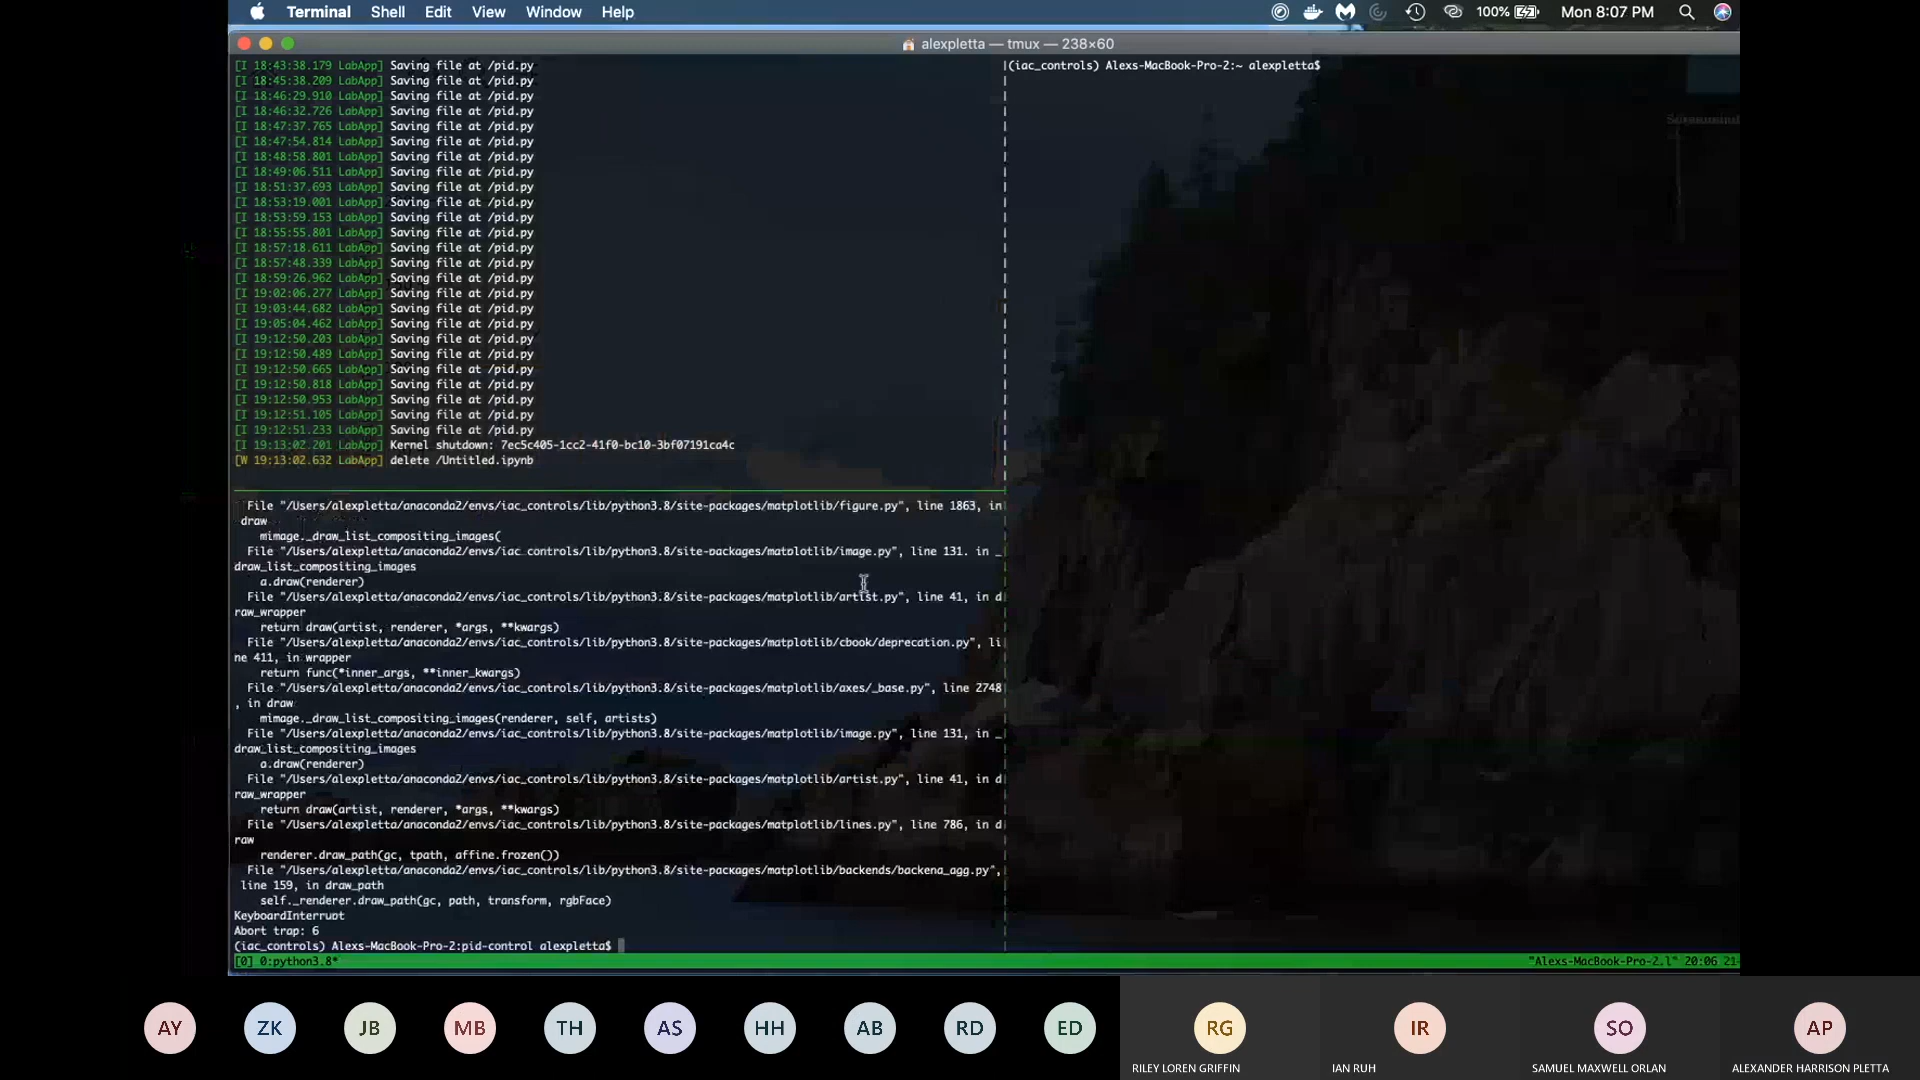 Terminal Shell Edit View Window Help 100% Mon 8:07 PM
alexpletta — tmux — 238×60
[I 18:43:38.179 LabApp] Saving file at /pid.py
[I 18:45:38.209 LabApp] Saving file at /pid.py
[I 18:46:29.910 LabApp] Saving file at /pid.py
[I 18:46:32.726 LabApp] Saving file at /pid.py
[I 18:47:37.765 LabApp] Saving file at /pid.py
[I 18:47:54.814 LabApp] Saving file at /pid.py
[I 18:48:58.801 LabApp] Saving file at /pid.py
[I 18:49:06.511 LabApp] Saving file at /pid.py
[I 18:51:37.693 LabApp] Saving file at /pid.py
[I 18:53:19.001 LabApp] Saving file at /pid.py
[I 18:53:59.153 LabApp] Saving file at /pid.py
[I 18:55:55.801 LabApp] Saving file at /pid.py
[I 18:57:18.611 LabApp] Saving file at /pid.py
[I 18:57:48.339 LabApp] Saving file at /pid.py
[I 18:59:26.962 LabApp] Saving file at /pid.py
[I 19:02:06.277 LabApp] Saving file at /pid.py
[I 19:03:44.682 LabApp] Saving file at /pid.py
[I 19:05:04.462 LabApp] Saving file at /pid.py
[I 19:12:50.203 LabApp] Saving file at /pid.py
[I 19:12:50.489 LabApp] Saving file at /pid.py
[I 19:12:50.665 LabApp] Saving file at /pid.py
[I 19:12:50.818 LabApp] Saving file at /pid.py
[I 19:12:50.953 LabApp] Saving file at /pid.py
[I 19:12:51.105 LabApp] Saving file at /pid.py
[I 19:12:51.233 LabApp] Saving file at /pid.py
[I 19:13:02.201 LabApp] Kernel shutdown: 7ec5c405-1cc2-41f0-bc10-3bf07191ca4c
[W 19:13:02.632 LabApp] delete /Untitled.ipynb
File "/Users/alexpletta/anaconda2/envs/iac_controls/lib/python3.8/site-packages/matplotlib/figure.py", line 1863, in
draw
mimage._draw_list_compositing_images(
File "/Users/alexpletta/anaconda2/envs/iac_controls/lib/python3.8/site-packages/matplotlib/image.py", line 131. in _
draw_list_compositing_images
a.draw(renderer)
File "/Users/alexpletta/anaconda2/envs/iac_controls/lib/python3.8/site-packages/matplotlib/artist.py", line 41, in d
raw_wrapper
return draw(artist, renderer, *args, **kwargs)
File "/Users/alexpletta/anaconda2/envs/iac_controls/lib/python3.8/site-packages/matplotlib/cbook/deprecation.py", li
ne 411, in wrapper
return func(*inner_args, **inner_kwargs)
File "/Users/alexpletta/anaconda2/envs/iac_controls/lib/python3.8/site-packages/matplotlib/axes/_base.py", line 2748
, in draw
mimage._draw_list_compositing_images(renderer, self, artists)
File "/Users/alexpletta/anaconda2/envs/iac_controls/lib/python3.8/site-packages/matplotlib/image.py", line 131, in _
draw_list_compositing_images
a.draw(renderer)
File "/Users/alexpletta/anaconda2/envs/iac_controls/lib/python3.8/site-packages/matplotlib/artist.py", line 41, in d
raw_wrapper
return draw(artist, renderer, *args, **kwargs)
File "/Users/alexpletta/anaconda2/envs/iac_controls/lib/python3.8/site-packages/matplotlib/lines.py", line 786, in d
raw
renderer.draw_path(gc, tpath, affine.frozen())
File "/Users/alexpletta/anaconda2/envs/iac_controls/lib/python3.8/site-packages/matplotlib/backends/backend_agg.py",
line 159, in draw_path
self._renderer.draw_path(gc, path, transform, rgbFace)
KeyboardInterrupt
Abort trap: 6
(iac_controls) Alexs-MacBook-Pro-2:pid-control alexpletta$
(iac_controls) Alexs-MacBook-Pro-2:~ alexpletta$
[0] 0:python3.8* "Alexs-MacBook-Pro-2.l" 20:06 21-
AY ZK JB MB TH AS HH AB RD ED RG IR SO AP
RILEY LOREN GRIFFIN IAN RUH SAMUEL MAXWELL ORLAN ALEXANDER HARRISON PLETTA